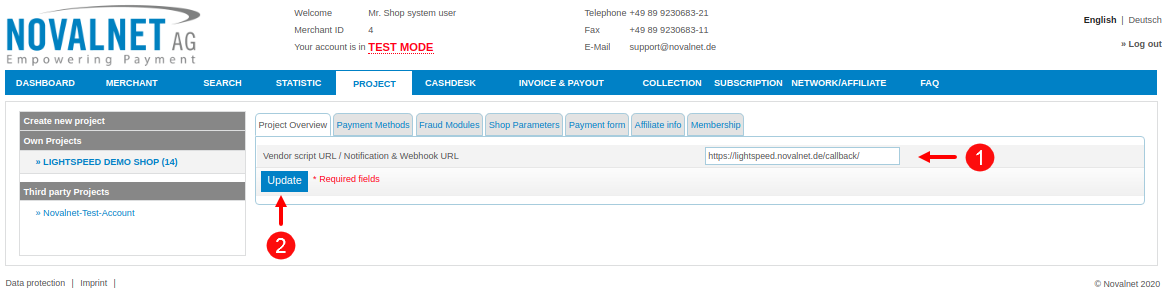 NOVALNET AG
Empowering Payment
Welcome Mr. Shop system user
Merchant ID 4
Your account is in TEST MODE
Telephone +49 89 9230683-21
Fax +49 89 9230683-11
E-Mail support@novalnet.de
English | Deutsch
» Log out
DASHBOARD MERCHANT SEARCH STATISTIC PROJECT CASHDESK INVOICE & PAYOUT COLLECTION SUBSCRIPTION NETWORK/AFFILIATE FAQ
Create new project
Own Projects
» LIGHTSPEED DEMO SHOP (14)
Third party Projects
» Novalnet-Test-Account
Project Overview Payment Methods Fraud Modules Shop Parameters Payment form Affiliate info Membership
Vendor script URL / Notification & Webhook URL https://lightspeed.novalnet.de/callback/ 1
Update * Required fields
2
Data protection | Imprint |
© Novalnet 2020